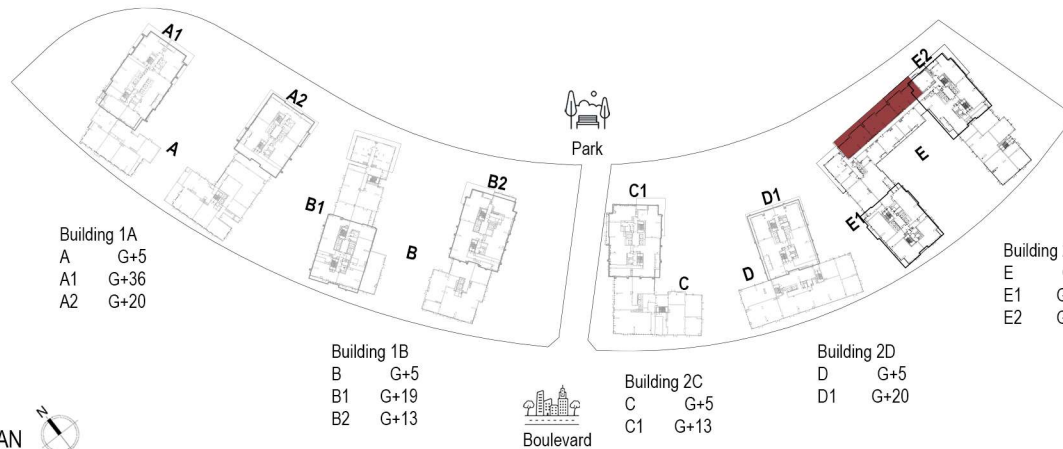 A1
A2
A
B1
B2
B
Park
C1
C
D1
D
E2
E
E1
Building 1A
A G+5
A1 G+36
A2 G+20
Building 1B
B G+5
B1 G+19
B2 G+13
Boulevard
Building 2C
C G+5
C1 G+13
Building 2D
D G+5
D1 G+20
Building
E
E1
E2
N